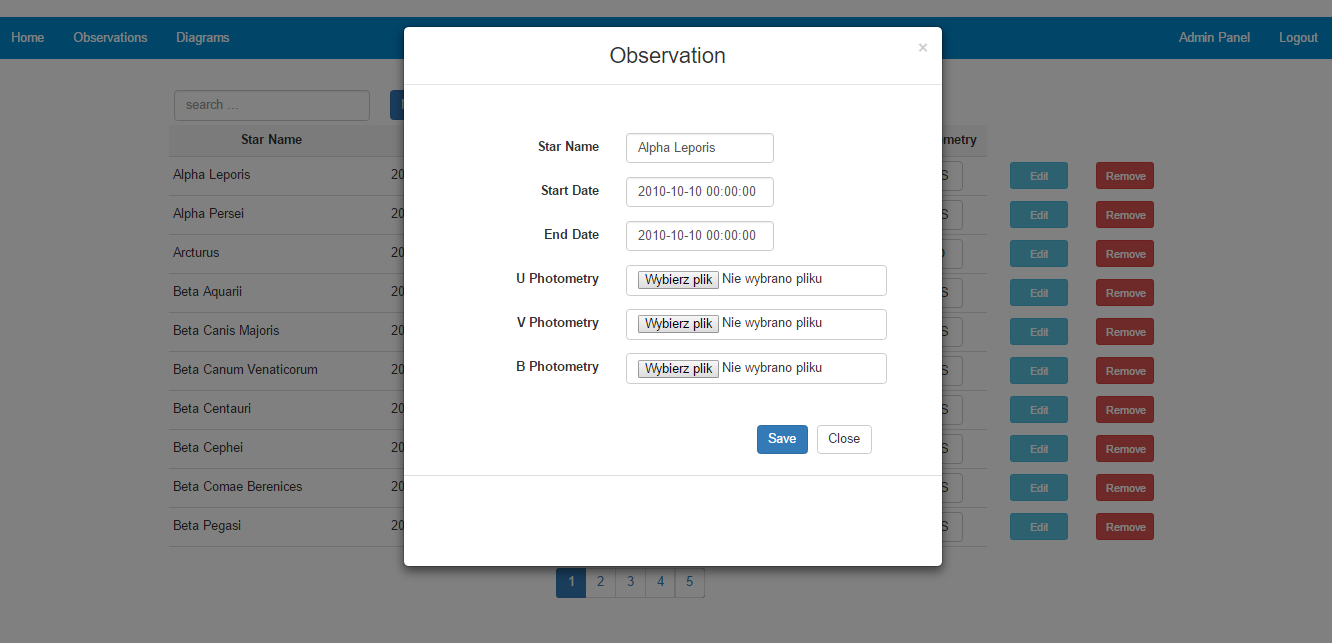 Home Observations Diagrams Admin Panel Logout
Observation ×
search ...
Star Name
Star Name Alpha Leporis
Alpha Leporis 20 S Edit Remove
Start Date 2010-10-10 00:00:00
Alpha Persei 20 S Edit Remove
End Date 2010-10-10 00:00:00
Arcturus 20 Edit Remove
U Photometry Wybierz plik Nie wybrano pliku
Beta Aquarii 20 S Edit Remove
V Photometry Wybierz plik Nie wybrano pliku
Beta Canis Majoris 20 S Edit Remove
B Photometry Wybierz plik Nie wybrano pliku
Beta Canum Venaticorum 20 S Edit Remove
Beta Centauri 20 S Edit Remove
Save Close
Beta Cephei 20 S Edit Remove
Beta Comae Berenices 20 S Edit Remove
Beta Pegasi 20 S Edit Remove
1 2 3 4 5